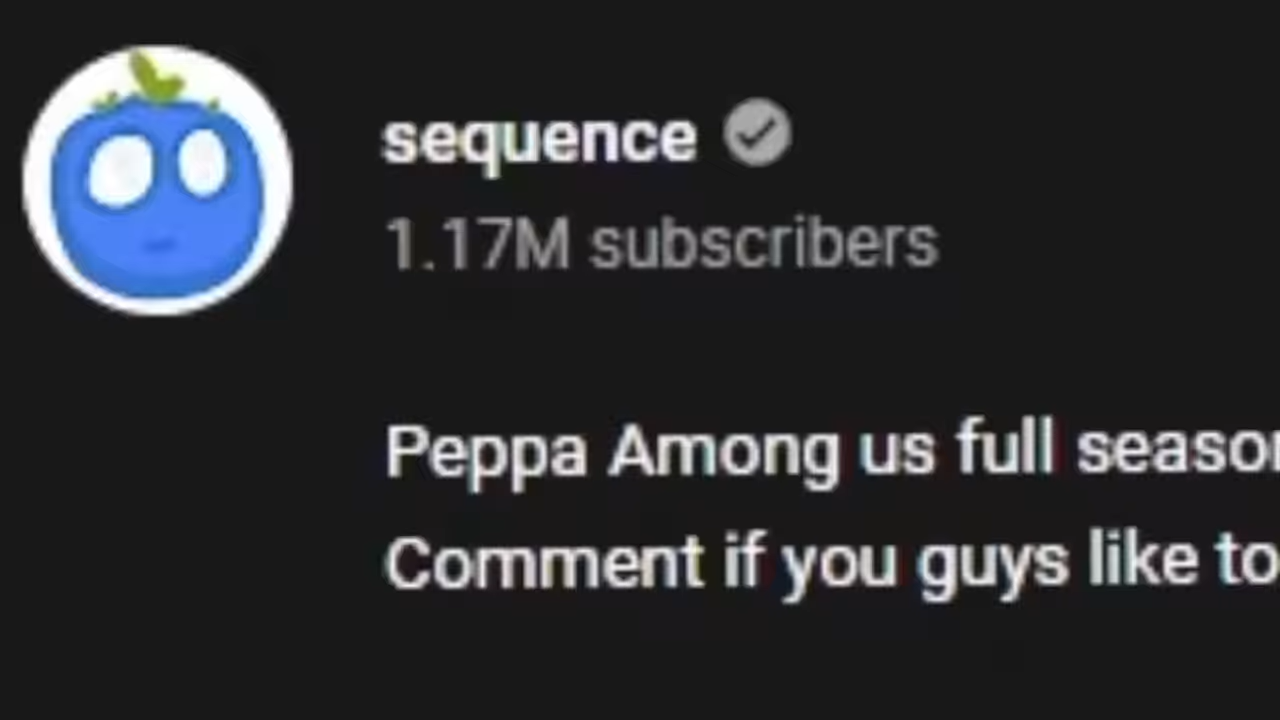 sequence
1.17M subscribers
Peppa Among us full
Comment if you guys like to